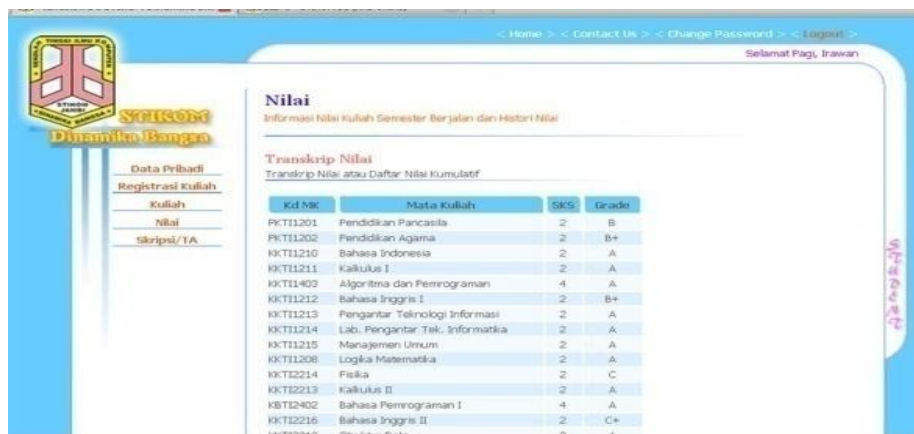 < Home > < Contact Us > < Change Password > < Logout >
Selamat Pagi, Irawan
STIKOM
Dinamika Bangsa
Data Pribadi
Registrasi Kuliah
Kuliah
Nilai
Skripsi/TA
Nilai
Informasi Nilai Kuliah Semester Berjalan dan Histori Nilai
Transkrip Nilai
Transkrip Nilai atau Daftar Nilai Kumulatif
Kd MK Mata Kuliah SKS Grade
PKTI1201 Pendidikan Pancasila 2 B
PKTI1202 Pendidikan Agama 2 B+
KKTI1210 Bahasa Indonesia 2 A
KKTI1211 Kalkulus I 2 A
KKTI1403 Algoritma dan Pemrograman 4 A
KKTI1212 Bahasa Inggris I 2 B+
KKTI1213 Pengantar Teknologi Informasi 2 A
KKTI1214 Lab. Pengantar Tek. Informatika 2 A
KKTI1215 Manajemen Umum 2 A
KKTI1208 Logika Matematika 2 A
KKTI2214 Fisika 2 C
KKTI2213 Kalkulus II 2 A
KBTI2402 Bahasa Pemrograman I 4 A
KKTI2216 Bahasa Inggris II 2 C+
Student